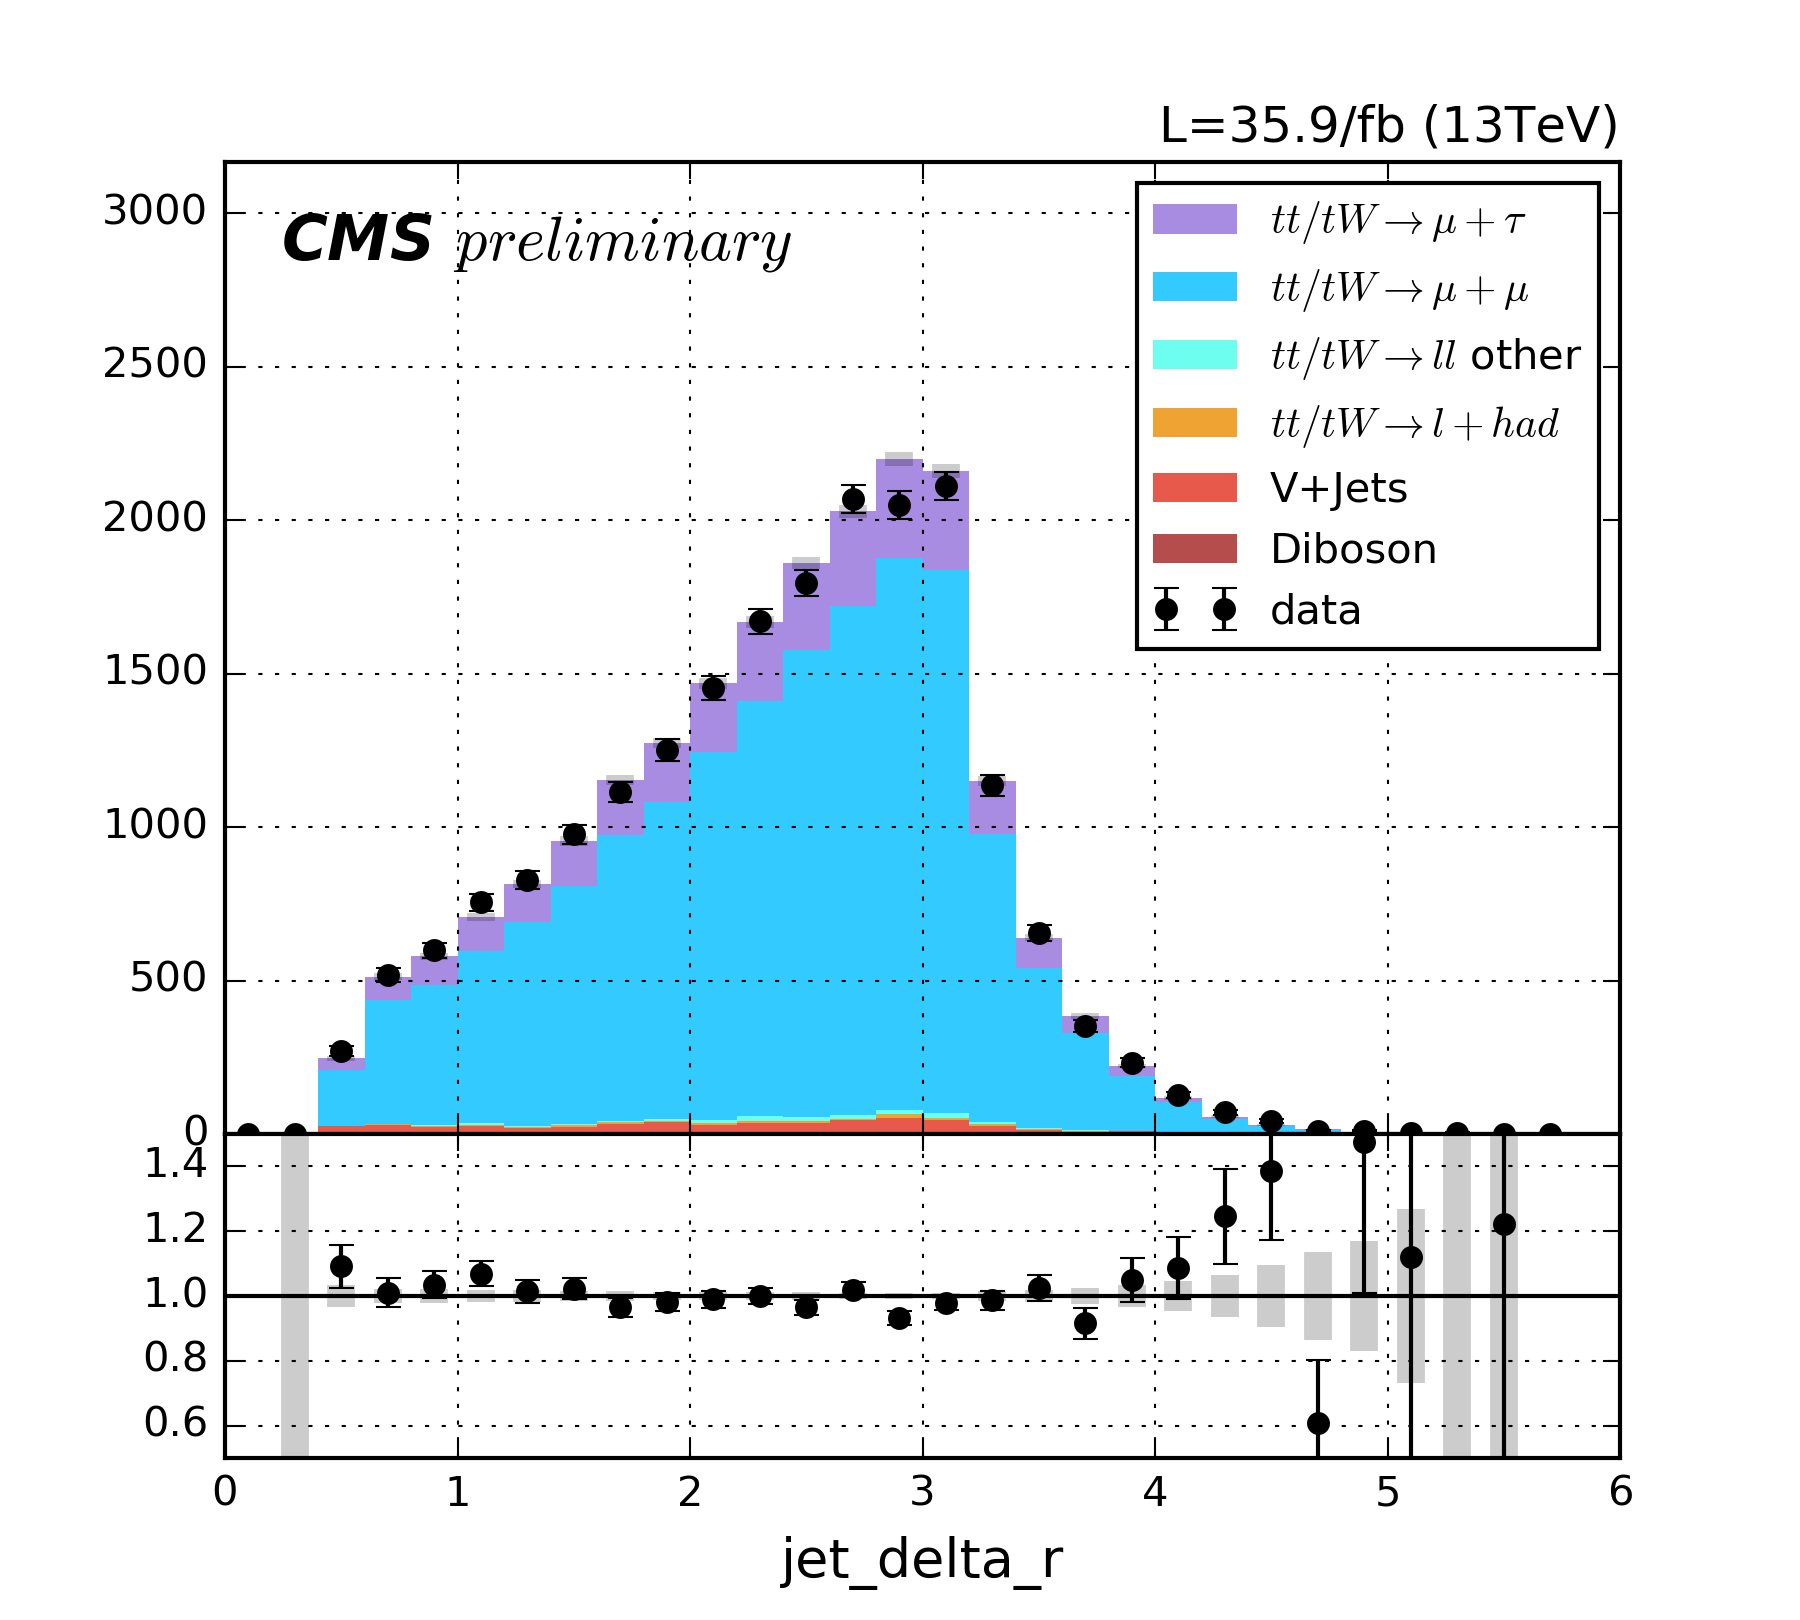 L=35.9/fb (13TeV)
CMS preliminary
3000
2500
2000
1500
1000
500
0
tt/tW → μ + τ
tt/tW → μ + μ
tt/tW → ll other
tt/tW → l + had
V+Jets
Diboson
data
1.4
1.2
1.0
0.8
0.6
0 1 2 3 4 5 6
jet_delta_r